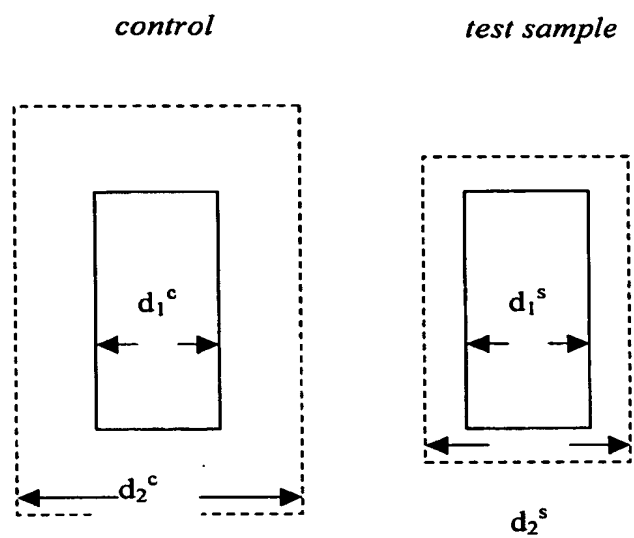 control
test sample
d₁ᶜ
d₁ˢ
d₂ᶜ
d₂ˢ